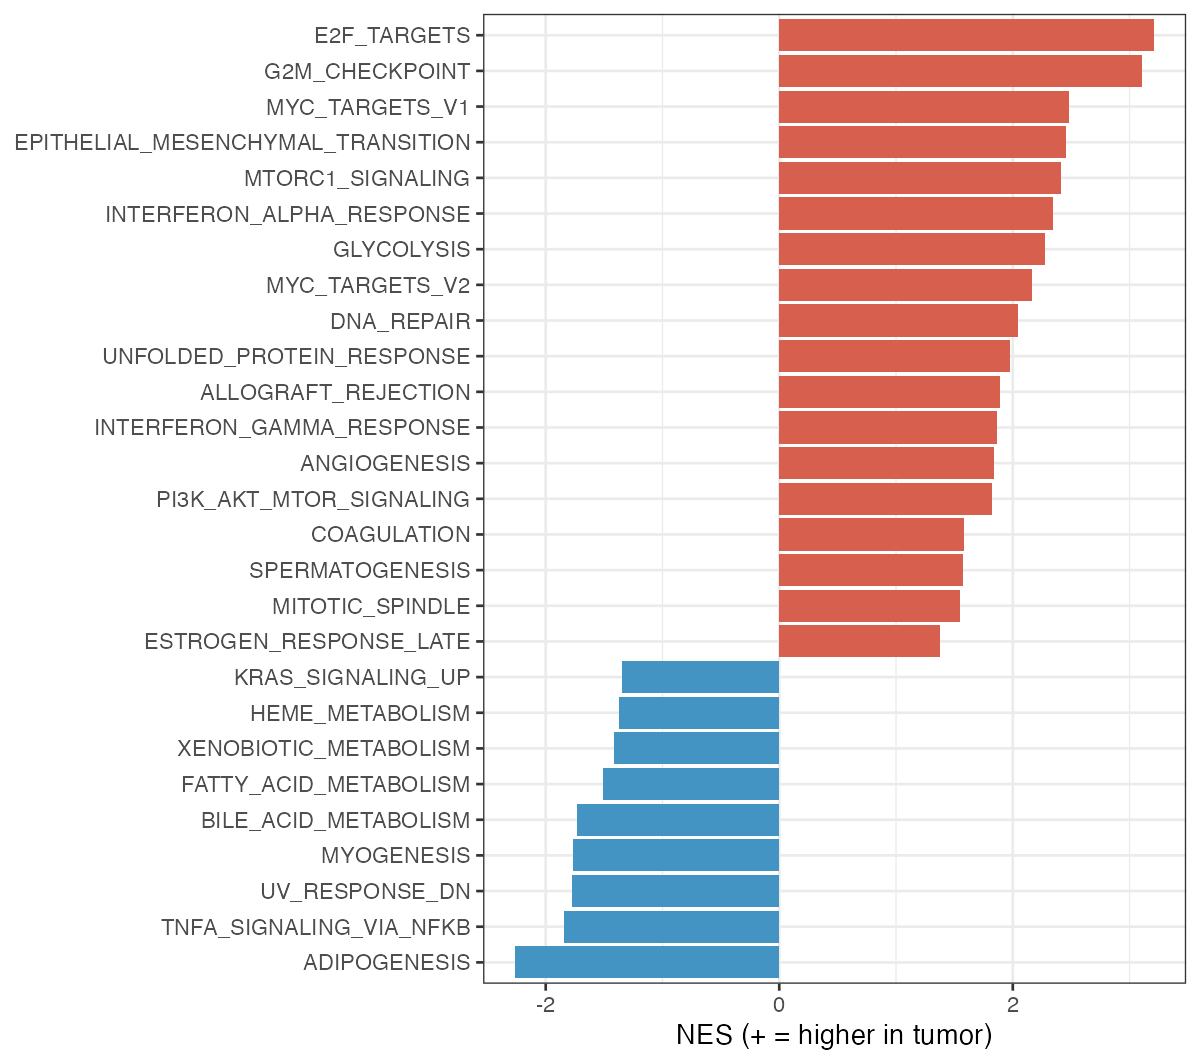 E2F_TARGETS
G2M_CHECKPOINT
MYC_TARGETS_V1
EPITHELIAL_MESENCHYMAL_TRANSITION
MTORC1_SIGNALING
INTERFERON_ALPHA_RESPONSE
GLYCOLYSIS
MYC_TARGETS_V2
DNA_REPAIR
UNFOLDED_PROTEIN_RESPONSE
ALLOGRAFT_REJECTION
INTERFERON_GAMMA_RESPONSE
ANGIOGENESIS
PI3K_AKT_MTOR_SIGNALING
COAGULATION
SPERMATOGENESIS
MITOTIC_SPINDLE
ESTROGEN_RESPONSE_LATE
KRAS_SIGNALING_UP
HEME_METABOLISM
XENOBIOTIC_METABOLISM
FATTY_ACID_METABOLISM
BILE_ACID_METABOLISM
MYOGENESIS
UV_RESPONSE_DN
TNFA_SIGNALING_VIA_NFKB
ADIPOGENESIS
-2 0 2
NES (+ = higher in tumor)